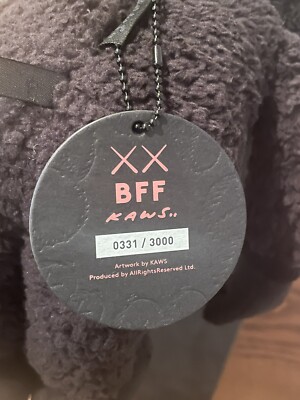 XX
BFF
KAWS..
0331 / 3000
Artwork by KAWS
Produced by AllRightsReserved Ltd.